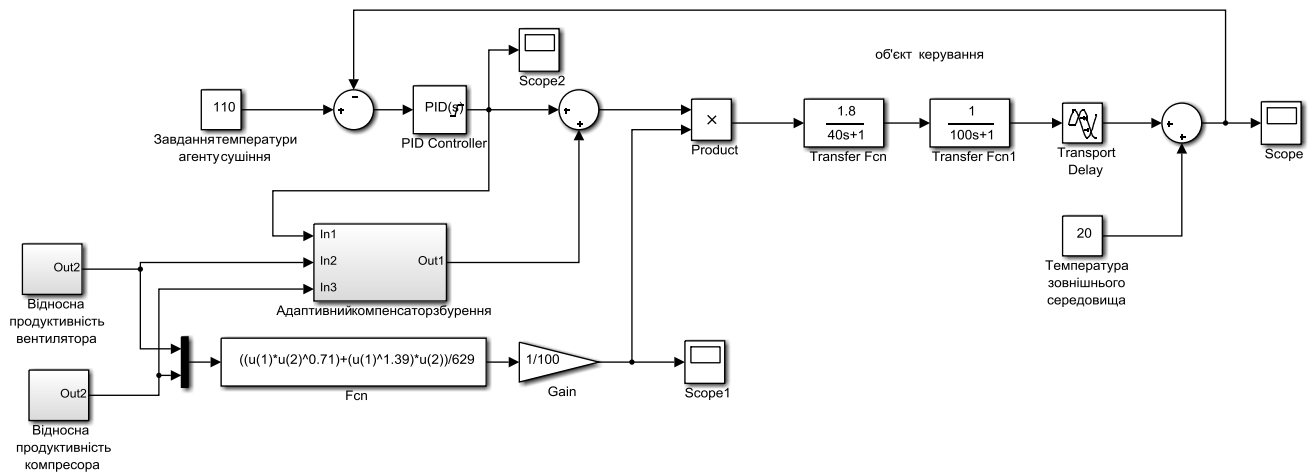 об'єкт керування
Scope2
110
PID(s)
PID Controller
Завданнятемператури
агентусушіння
×
Product
1.8
40s+1
Transfer Fcn
1
100s+1
Transfer Fcn1
Transport
Delay
Scope
20
Температура
зовнішнього
середовища
In1
In2
In3
Out1
Адаптивнийкомпенсаторзбурення
Out2
Відносна
продуктивність
вентилятора
((u(1)*u(2)^0.71)+(u(1)^1.39)*u(2))/629
Fcn
1/100
Gain
Scope1
Out2
Відносна
продуктивність
компресора